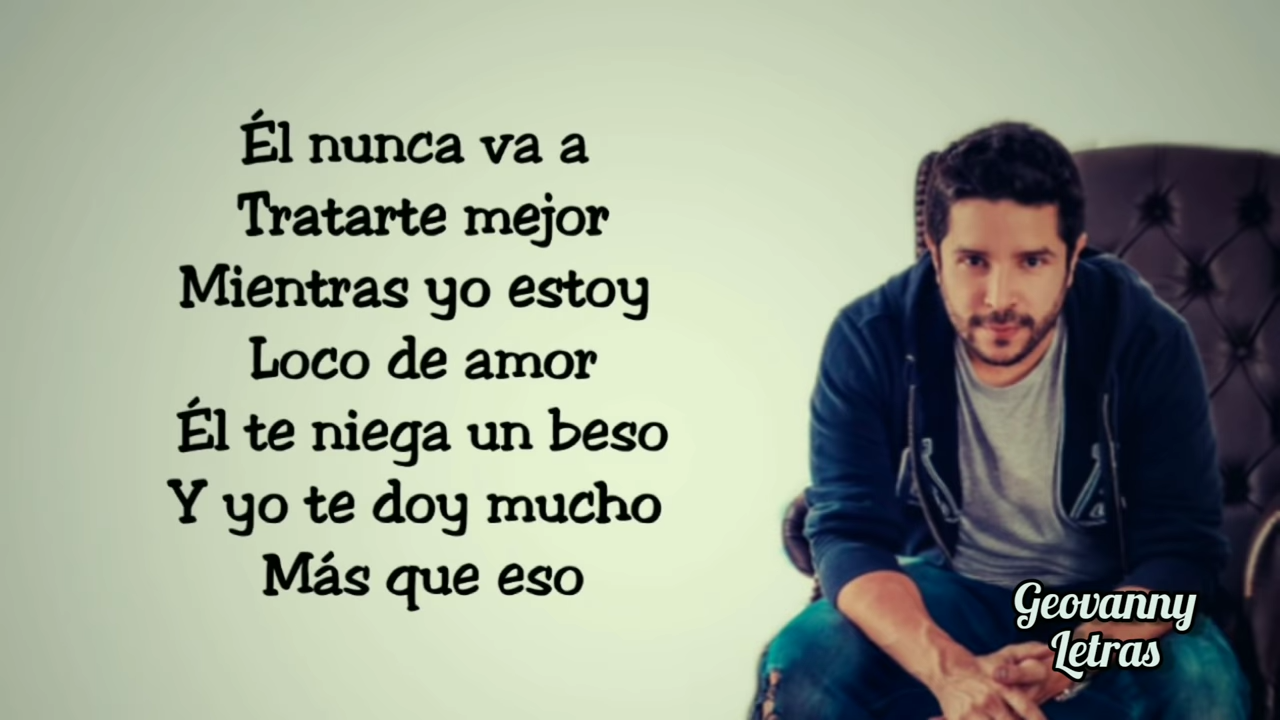 Él nunca va a
Tratarte mejor
Mientras yo estoy
Loco de amor
Él te niega un beso
Y yo te doy mucho
Más que eso
Geovanny
Letras